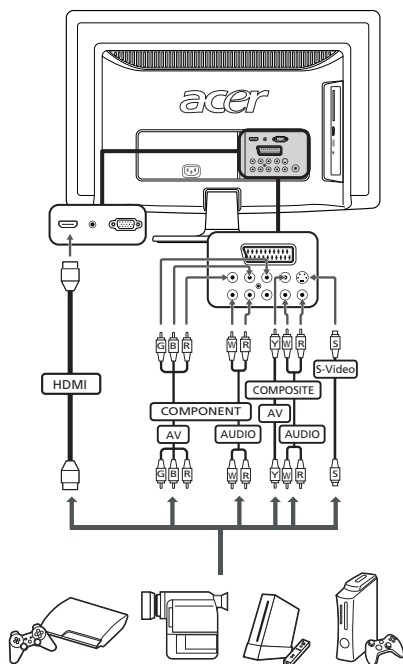 acer
G B R W R Y W R S
S-Video
HDMI
COMPOSITE
COMPONENT
AV
AV AUDIO AUDIO
G B R W R Y W R S